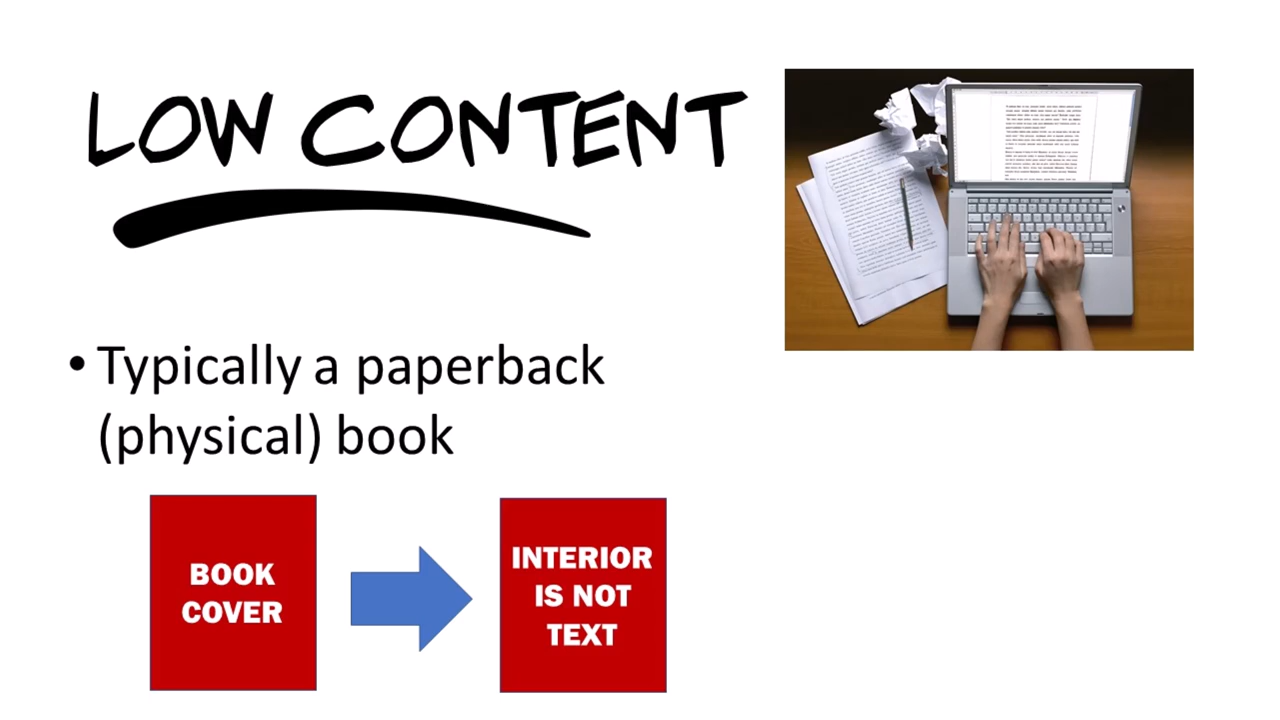 LOW CONTENT
• Typically a paperback
(physical) book
BOOK
COVER
INTERIOR
IS NOT
TEXT